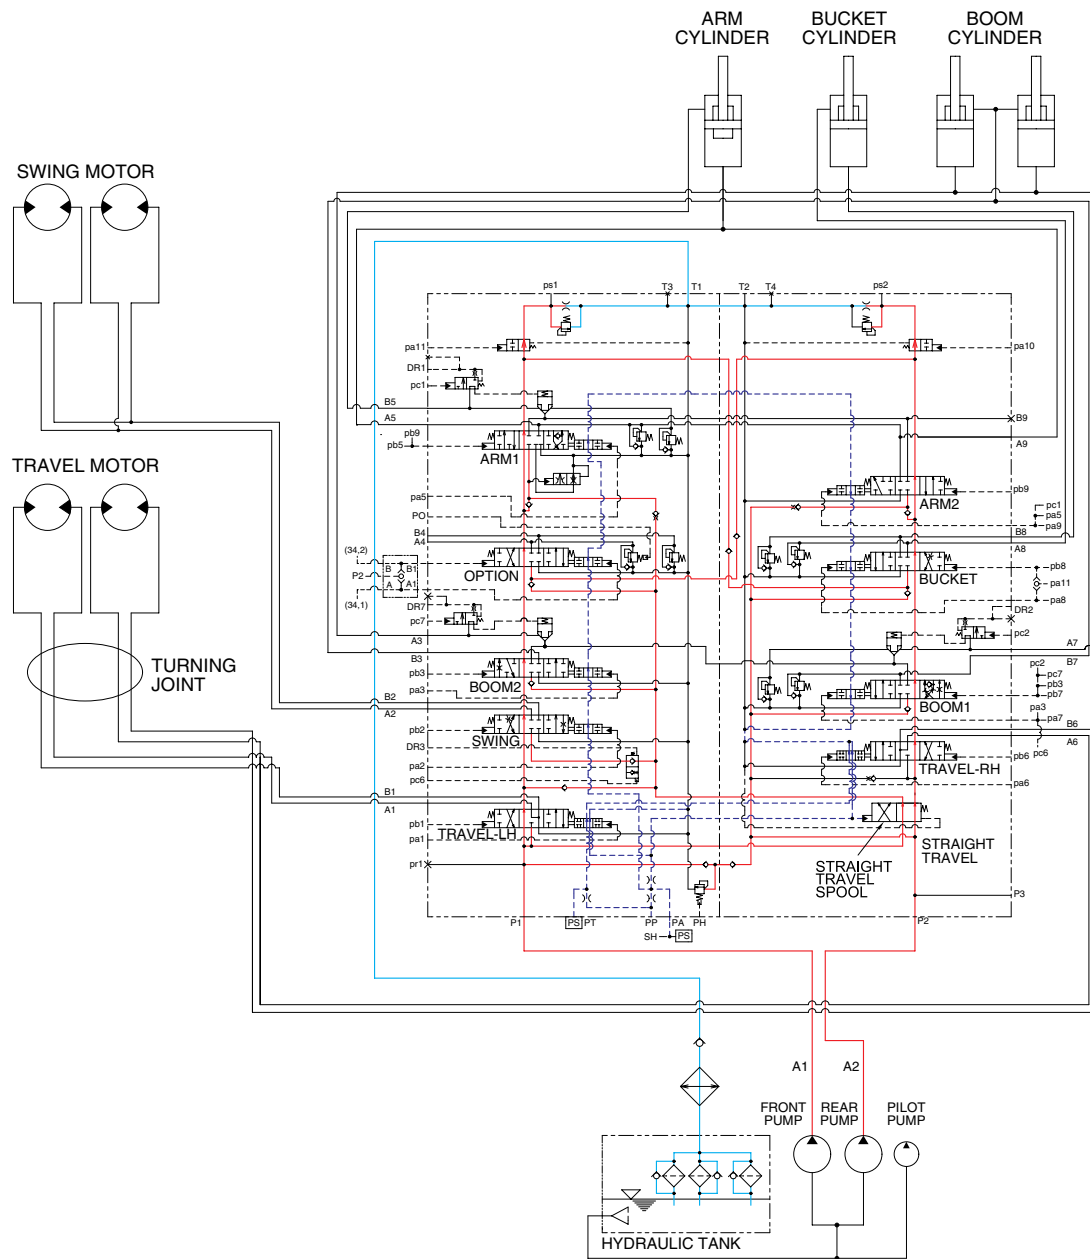 ARM
CYLINDER
BUCKET
CYLINDER
BOOM
CYLINDER
SWING MOTOR
TRAVEL MOTOR
TURNING
JOINT
ps1
T3
T1
T2
T4
ps2
pa11
DR1
pc1
B5
A5
pb9
pb5
ARM1
pa5
PO
B4
A4
(34,2)
B
B1
P2
A
A1
(34,1)
OPTION
DR7
pc7
A3
B3
pb3
BOOM2
pa3
B2
A2
pb2
SWING
DR3
pa2
pc6
B1
A1
pb1
TRAVEL-LH
pa1
pr1
pa10
B9
A9
pb9
ARM2
pc1
pa5
pa9
B8
A8
BUCKET
pb8
pa11
pa8
DR2
pc2
A7
B7
pc2
pc7
pb3
pb7
BOOM1
pa3
pa7
B6
A6
pc6
pb6
TRAVEL-RH
pa6
STRAIGHT
TRAVEL
STRAIGHT
TRAVEL
SPOOL
P3
P1
PS
PT
PP
PA
PH
SH
PS
P2
A1
A2
FRONT
PUMP
REAR
PUMP
PILOT
PUMP
HYDRAULIC TANK